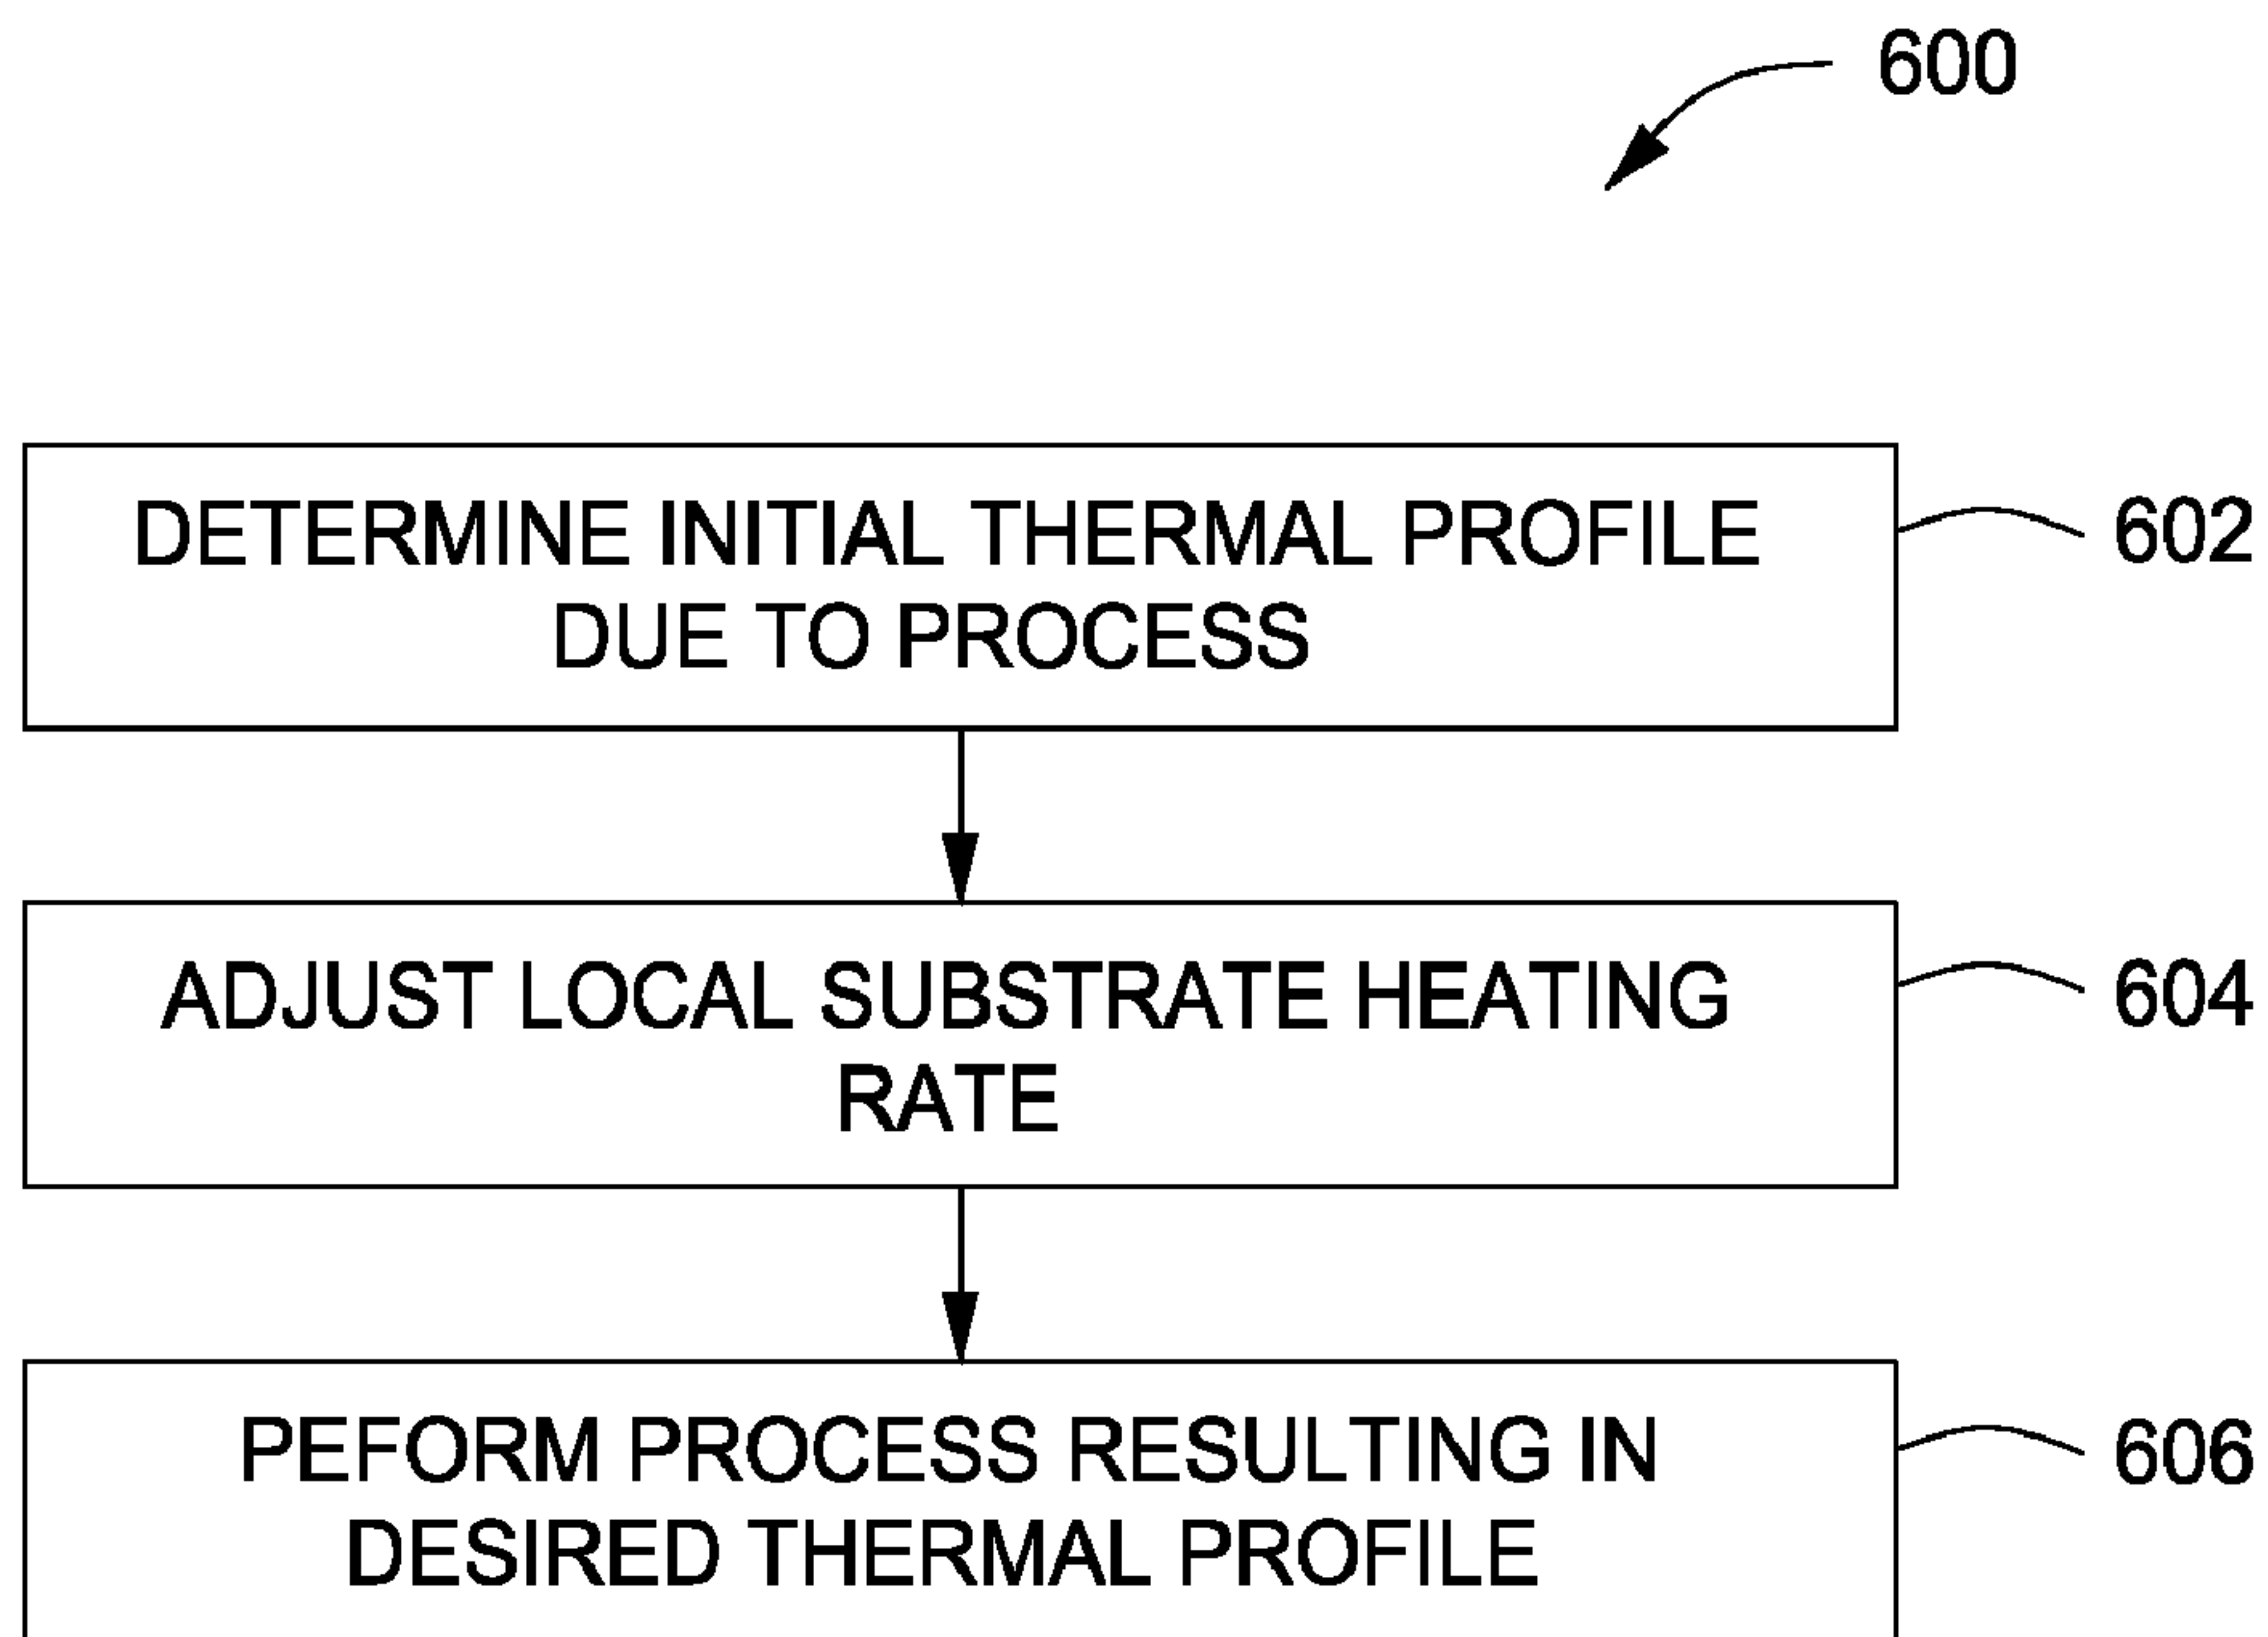 600
DETERMINE INITIAL THERMAL PROFILE
DUE TO PROCESS
602
ADJUST LOCAL SUBSTRATE HEATING
RATE
604
PEFORM PROCESS RESULTING IN
DESIRED THERMAL PROFILE
606